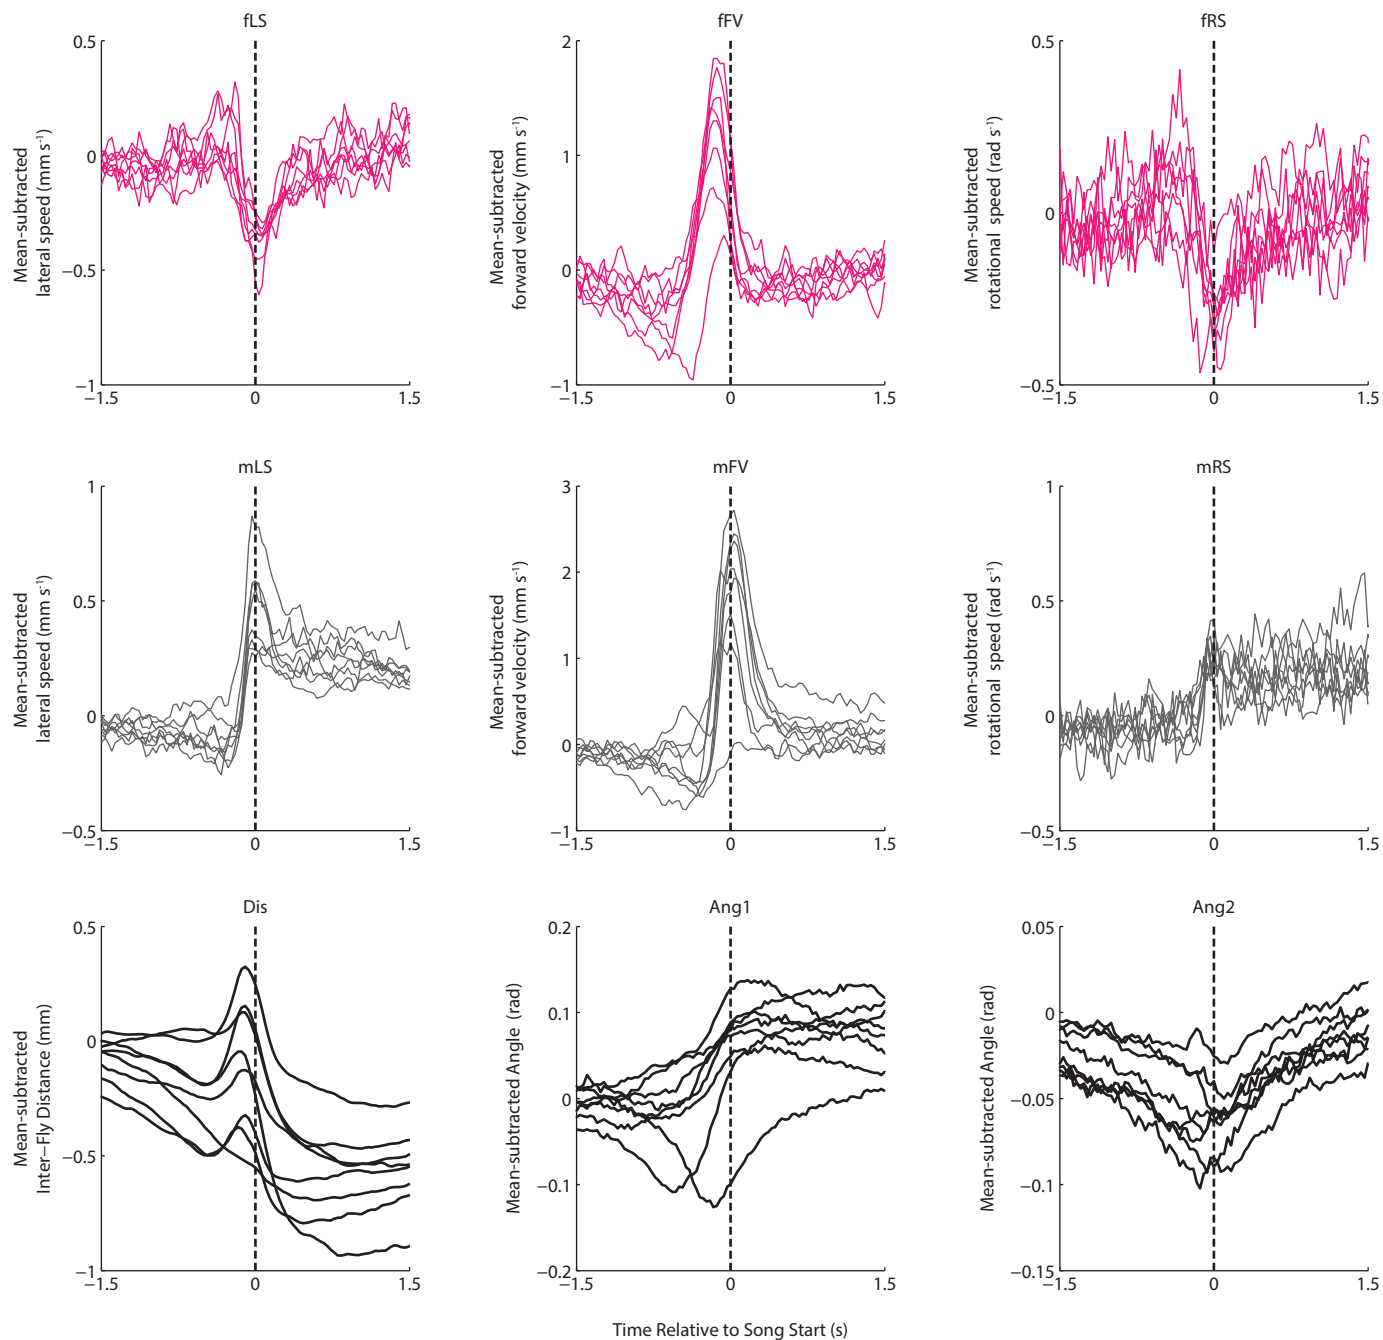 fLS
fFV
fRS
Mean-subtracted
lateral speed (mm s⁻¹)
0.5
0
−0.5
−1
−1.5
0
1.5
Mean-subtracted
forward velocity (mm s⁻¹)
2
1
0
−1
−1.5
0
1.5
Mean-subtracted
rotational speed (rad s⁻¹)
0.5
0
−0.5
−1.5
0
1.5
mLS
mFV
mRS
Mean-subtracted
lateral speed (mm s⁻¹)
1
0.5
0
−0.5
−1.5
0
1.5
Mean-subtracted
forward velocity (mm s⁻¹)
3
2
1
0
−1
−1.5
0
1.5
Mean-subtracted
rotational speed (rad s⁻¹)
1
0.5
0
−0.5
−1.5
0
1.5
Dis
Ang1
Ang2
Mean-subtracted
Inter−Fly Distance (mm)
0.5
0
−0.5
−1
−1.5
0
1.5
Mean-subtracted Angle (rad)
0.2
0.1
0
−0.1
−0.2
−1.5
0
1.5
Mean-subtracted Angle (rad)
0.05
0
−0.05
−0.1
−0.15
−1.5
0
1.5
Time Relative to Song Start (s)